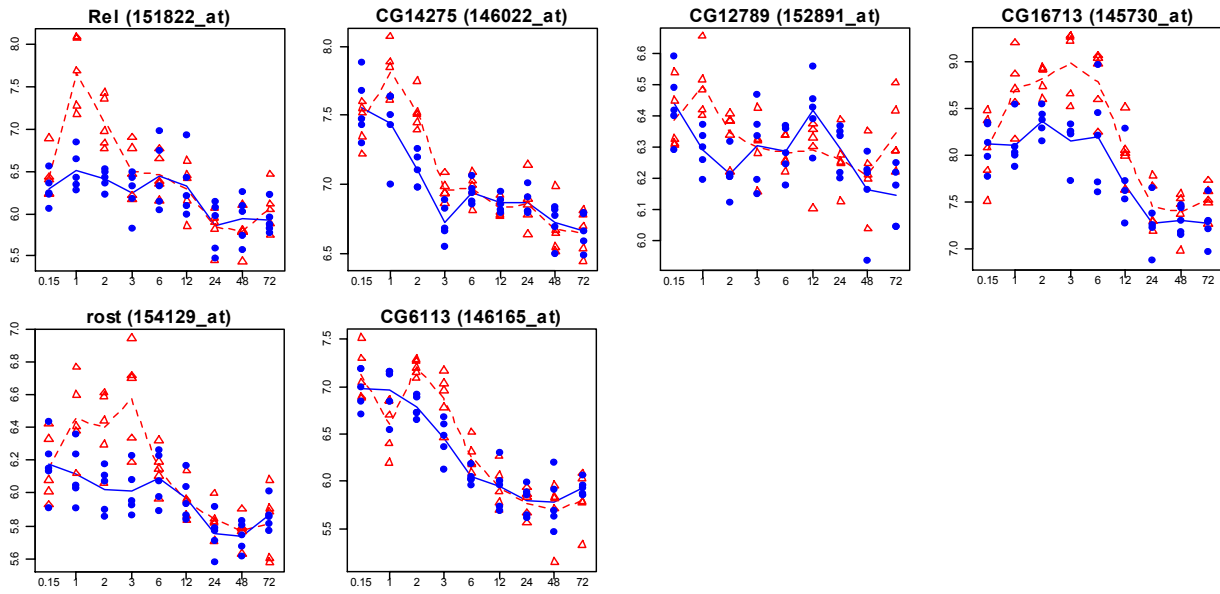 Rel (151822_at)
8.0
7.5
7.0
6.5
6.0
5.5
0.15 1 2 3 6 12 24 48 72
CG14275 (146022_at)
8.0
7.5
7.0
6.5
0.15 1 2 3 6 12 24 48 72
CG12789 (152891_at)
6.6
6.5
6.4
6.3
6.2
6.1
6.0
0.15 1 2 3 6 12 24 48 72
CG16713 (145730_at)
9.0
8.5
8.0
7.5
7.0
0.15 1 2 3 6 12 24 48 72
rost (154129_at)
7.0
6.8
6.6
6.4
6.2
6.0
5.8
5.6
0.15 1 2 3 6 12 24 48 72
CG6113 (146165_at)
7.5
7.0
6.5
6.0
5.5
0.15 1 2 3 6 12 24 48 72